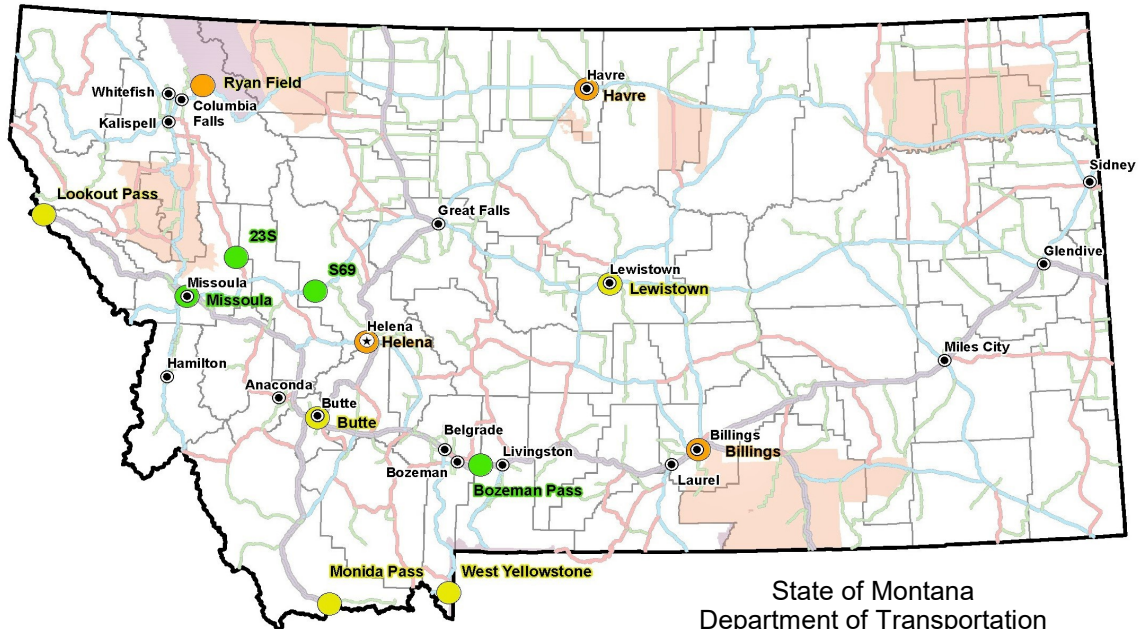 Havre
Ryan Field
Whitefish
Havre
Columbia
Falls
Kalispell
Sidney
Lookout Pass
Great Falls
23S
Glendive
S69
Lewistown
Missoula
Lewistown
Missoula
Helena
Helena
Miles City
Hamilton
Anaconda
Butte
Butte
Belgrade
Billings
Billings
Livingston
Bozeman
Laurel
Bozeman Pass
Monida Pass
West Yellowstone
State of Montana
Department of Transportation